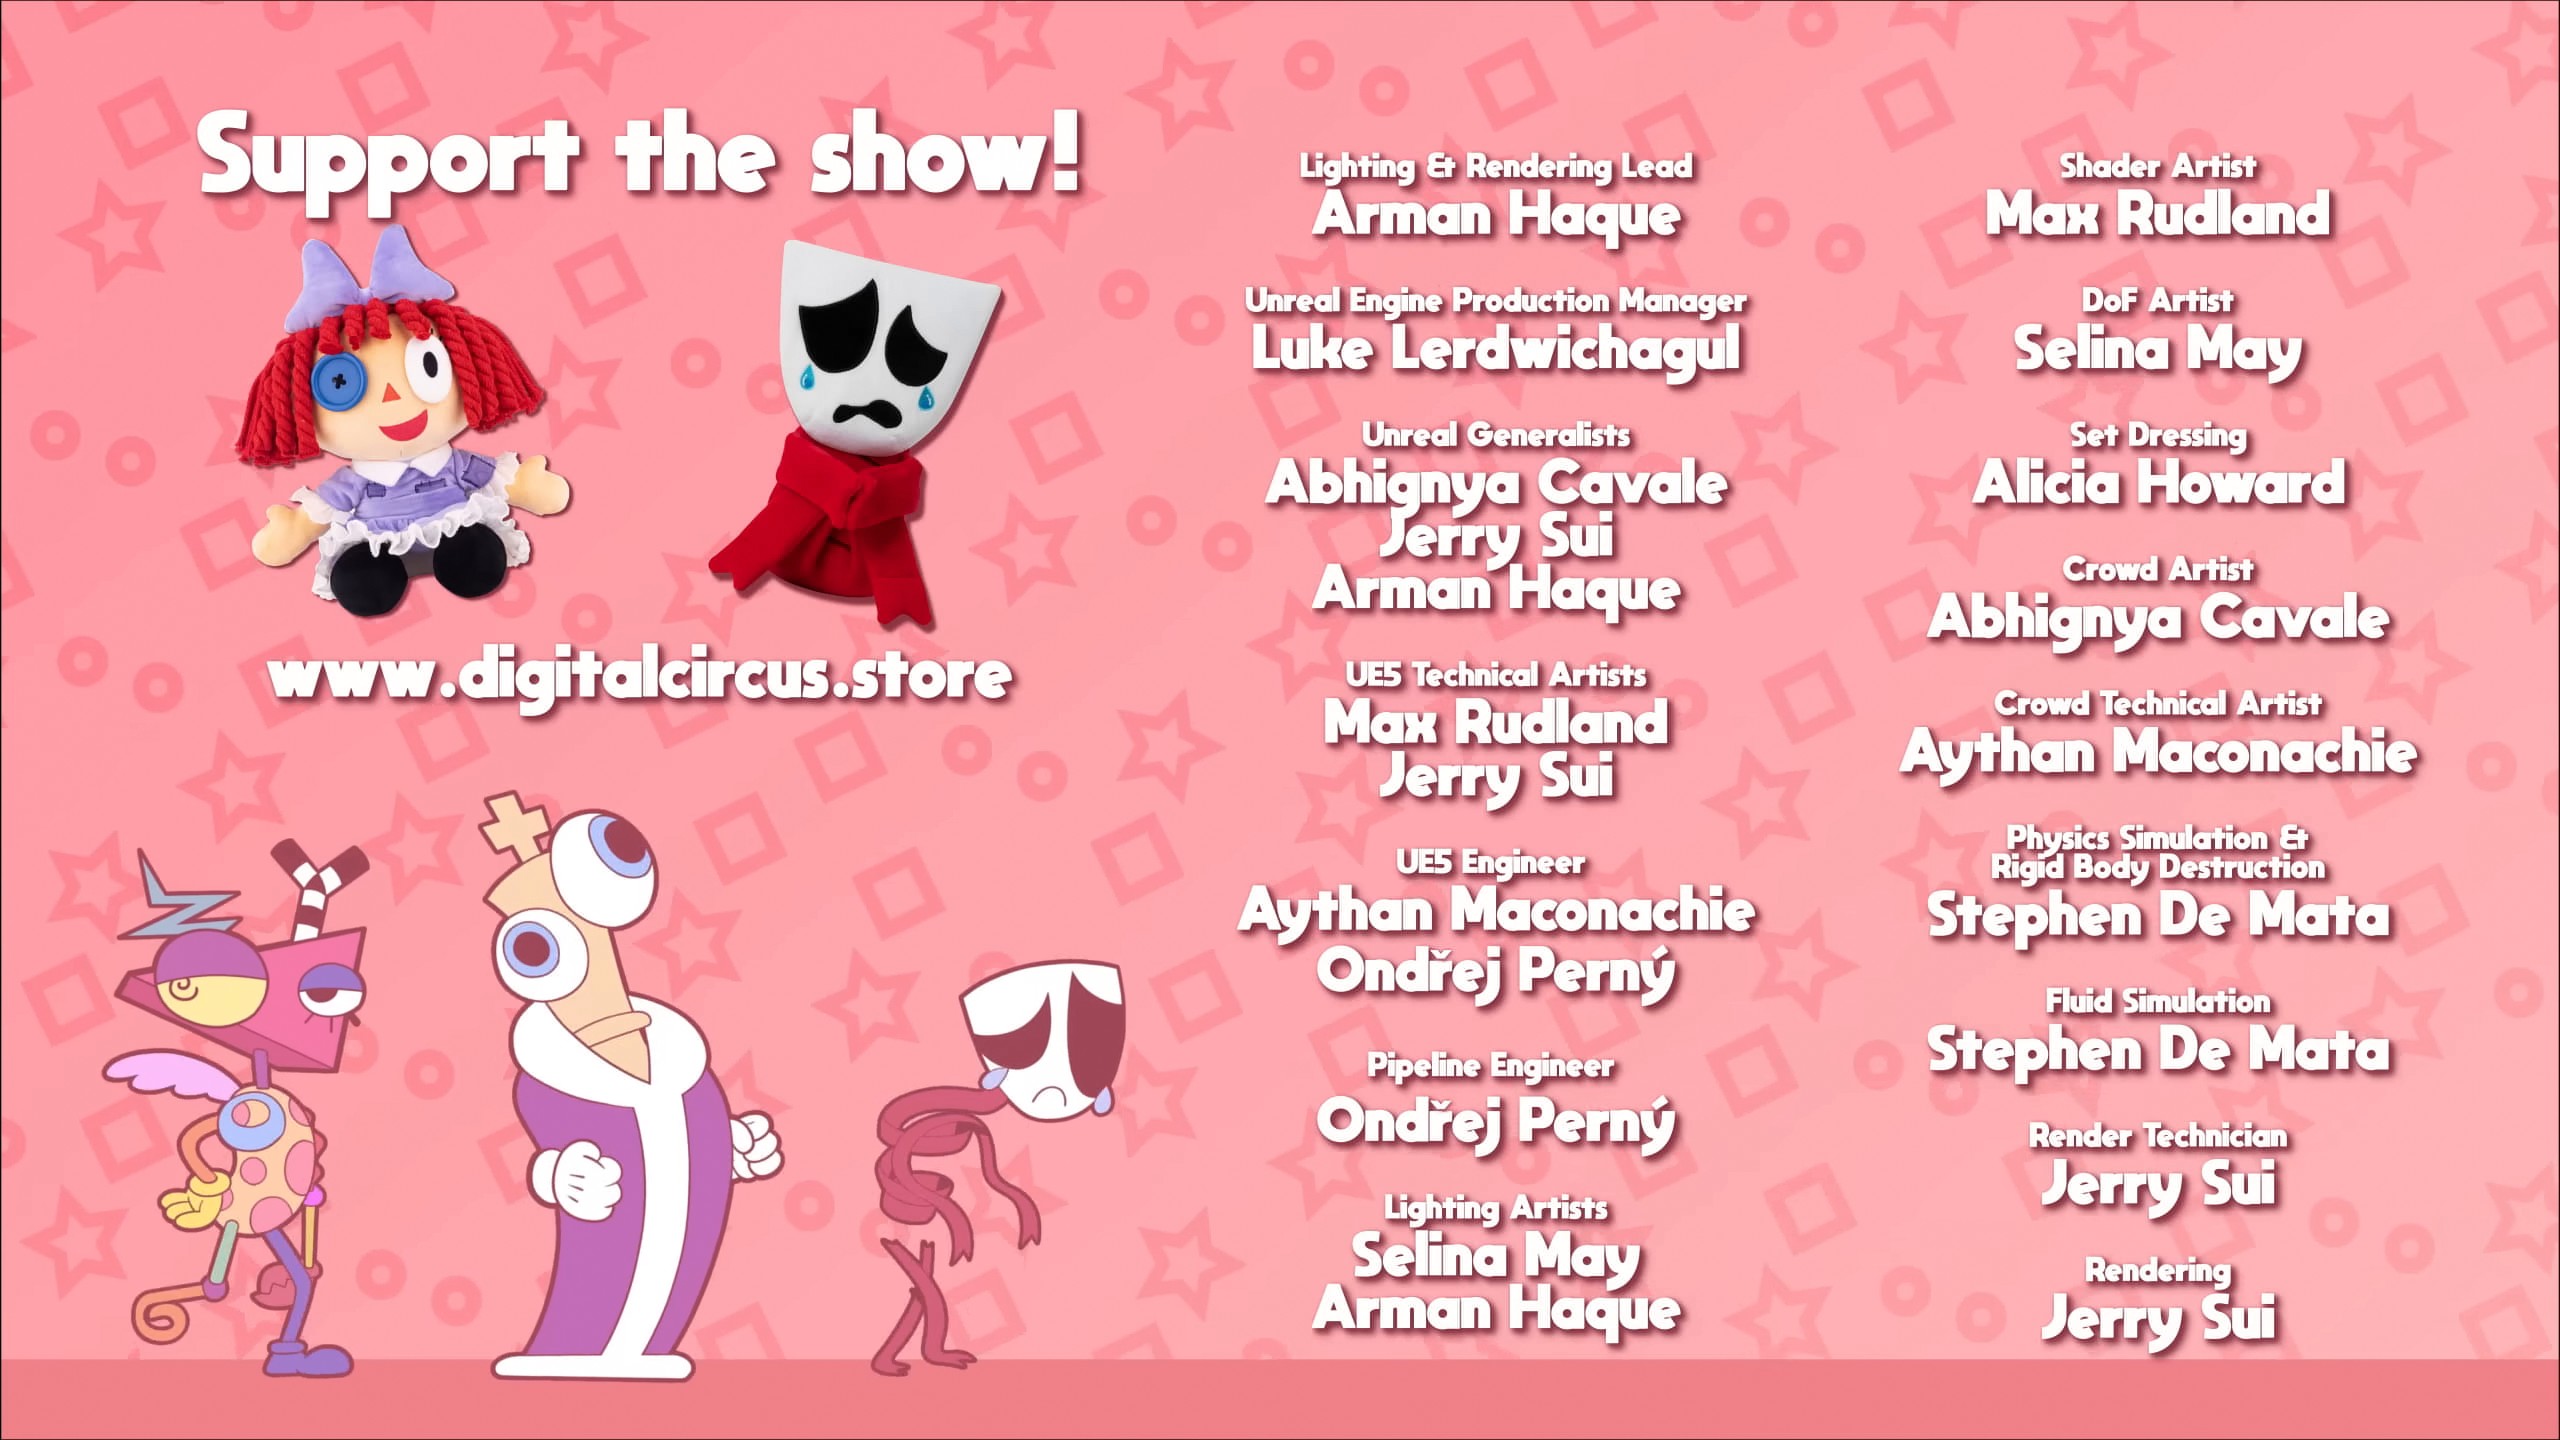 Support the show!
www.digitalcircus.store
Lighting & Rendering Lead
Arman Haque
Unreal Engine Production Manager
Luke Lerdwichagul
Unreal Generalists
Abhignya Cavale
Jerry Sui
Arman Haque
UE5 Technical Artists
Max Rudland
Jerry Sui
UE5 Engineer
Aythan Maconachie
Ondřej Perný
Pipeline Engineer
Ondřej Perný
Lighting Artists
Selina May
Arman Haque
Shader Artist
Max Rudland
DoF Artist
Selina May
Set Dressing
Alicia Howard
Crowd Artist
Abhignya Cavale
Crowd Technical Artist
Aythan Maconachie
Physics Simulation &
Rigid Body Destruction
Stephen De Mata
Fluid Simulation
Stephen De Mata
Render Technician
Jerry Sui
Rendering
Jerry Sui